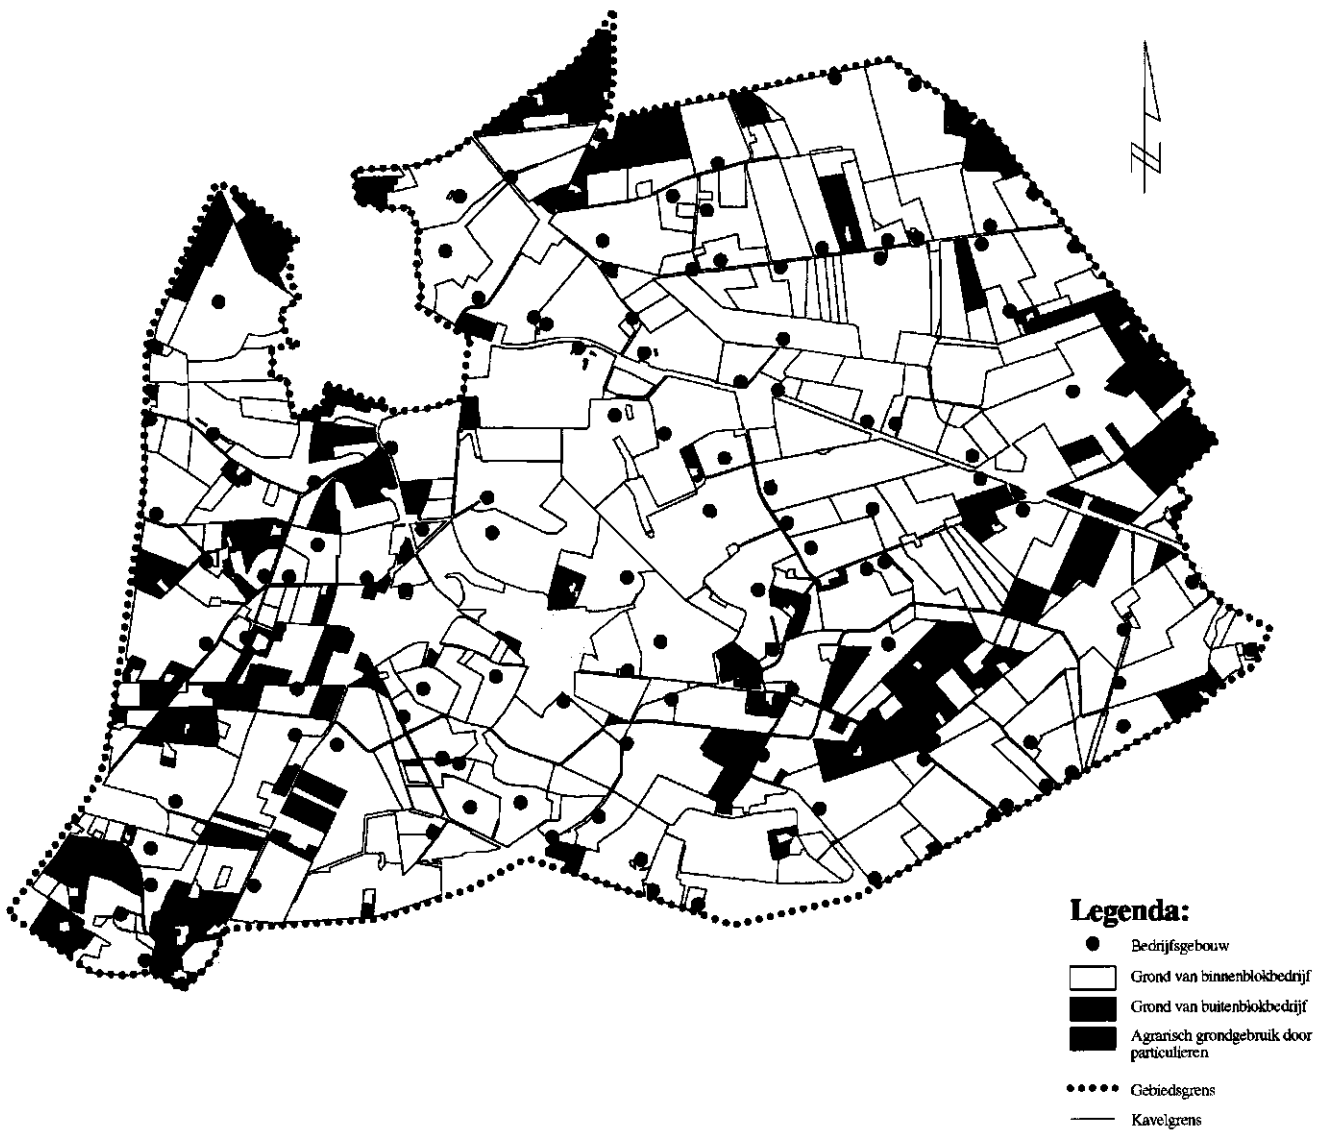 Legenda:
Bedrijfsgebouw
Grond van binnenblokbedrijf
Grond van buitenblokbedrijf
Agrarisch grondgebruik door
particulieren
Gebiedsgrens
Kavelgrens